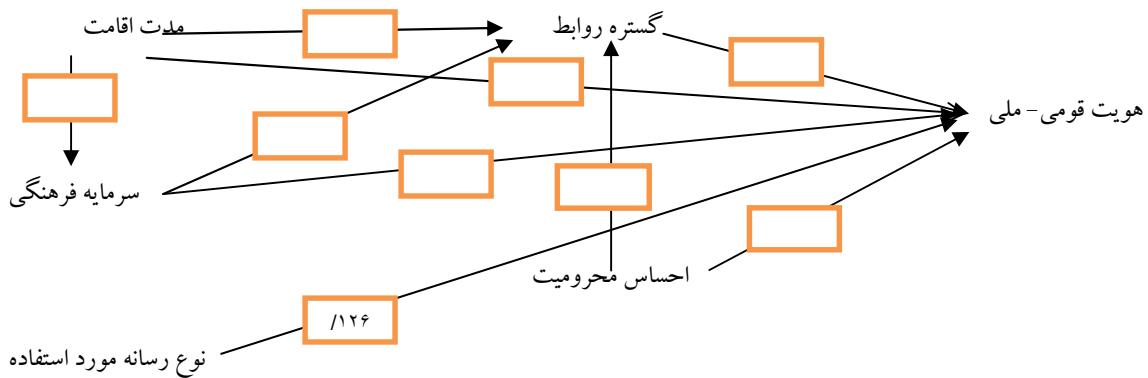 مدت اقامت
گستره روابط
هویت قومی- ملی
سرمایه فرهنگی
احساس محرومیت
/۱۲۶
نوع رسانه مورد استفاده